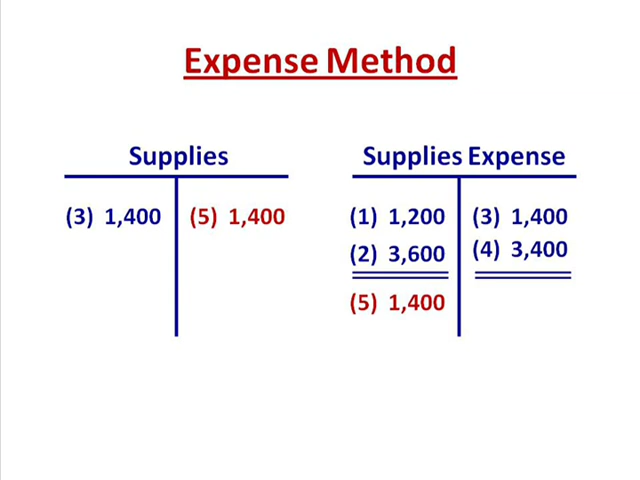 Expense Method
Supplies
(3) 1,400 (5) 1,400
Supplies Expense
(1) 1,200 (3) 1,400
(2) 3,600 (4) 3,400
(5) 1,400